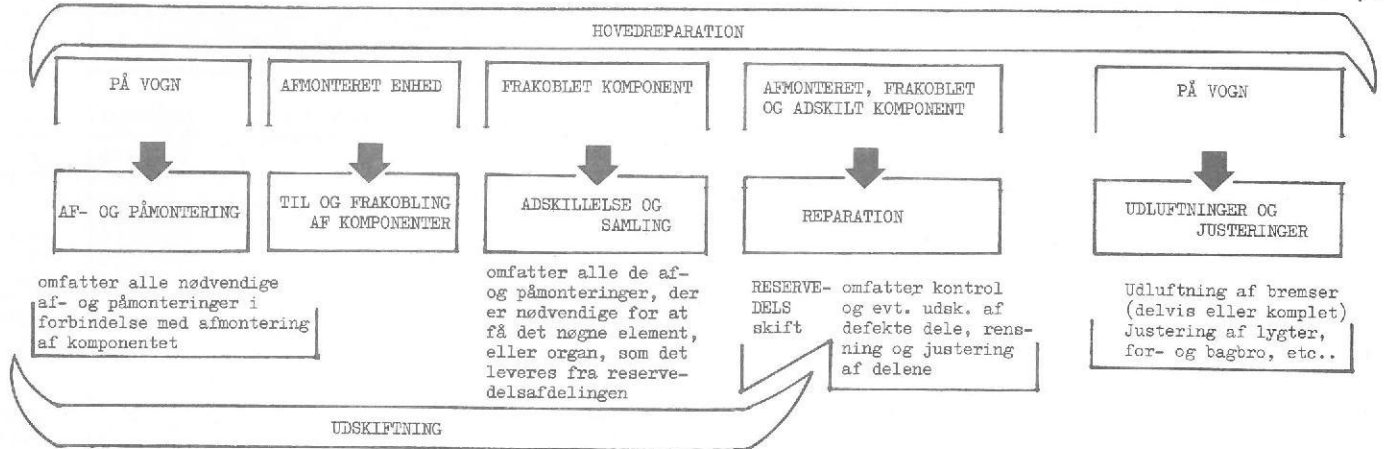 HOVEDREPARATION
PÅ VOGN
AFMONTERET ENHED
FRAKOBLET KOMPONENT
AFMONTERET, FRAKOBLET
OG ADSKILT KOMPONENT
PÅ VOGN
AF- OG PÅMONTERING
TIL OG FRAKOBLING
AF KOMPONENTER
ADSKILLELSE OG
SAMLING
REPARATION
UDLUFTNINGER OG
JUSTERINGER
omfatter alle nødvendige
af- og påmonteringer i
forbindelse med afmontering
af komponentet
omfatter alle de af-
og påmonteringer, der
er nødvendige for at
få det nøgne element,
eller organ, som det
leveres fra reserve-
delsafdelingen
RESERVE-
DELS
skift
omfatter kontrol
og evt. udsk. af
defekte dele, rens-
ning og justering
af delene
Udluftning af bremser
(delvis eller komplet)
Justering af lygter,
for- og bagbro, etc..
UDSKIFTNING